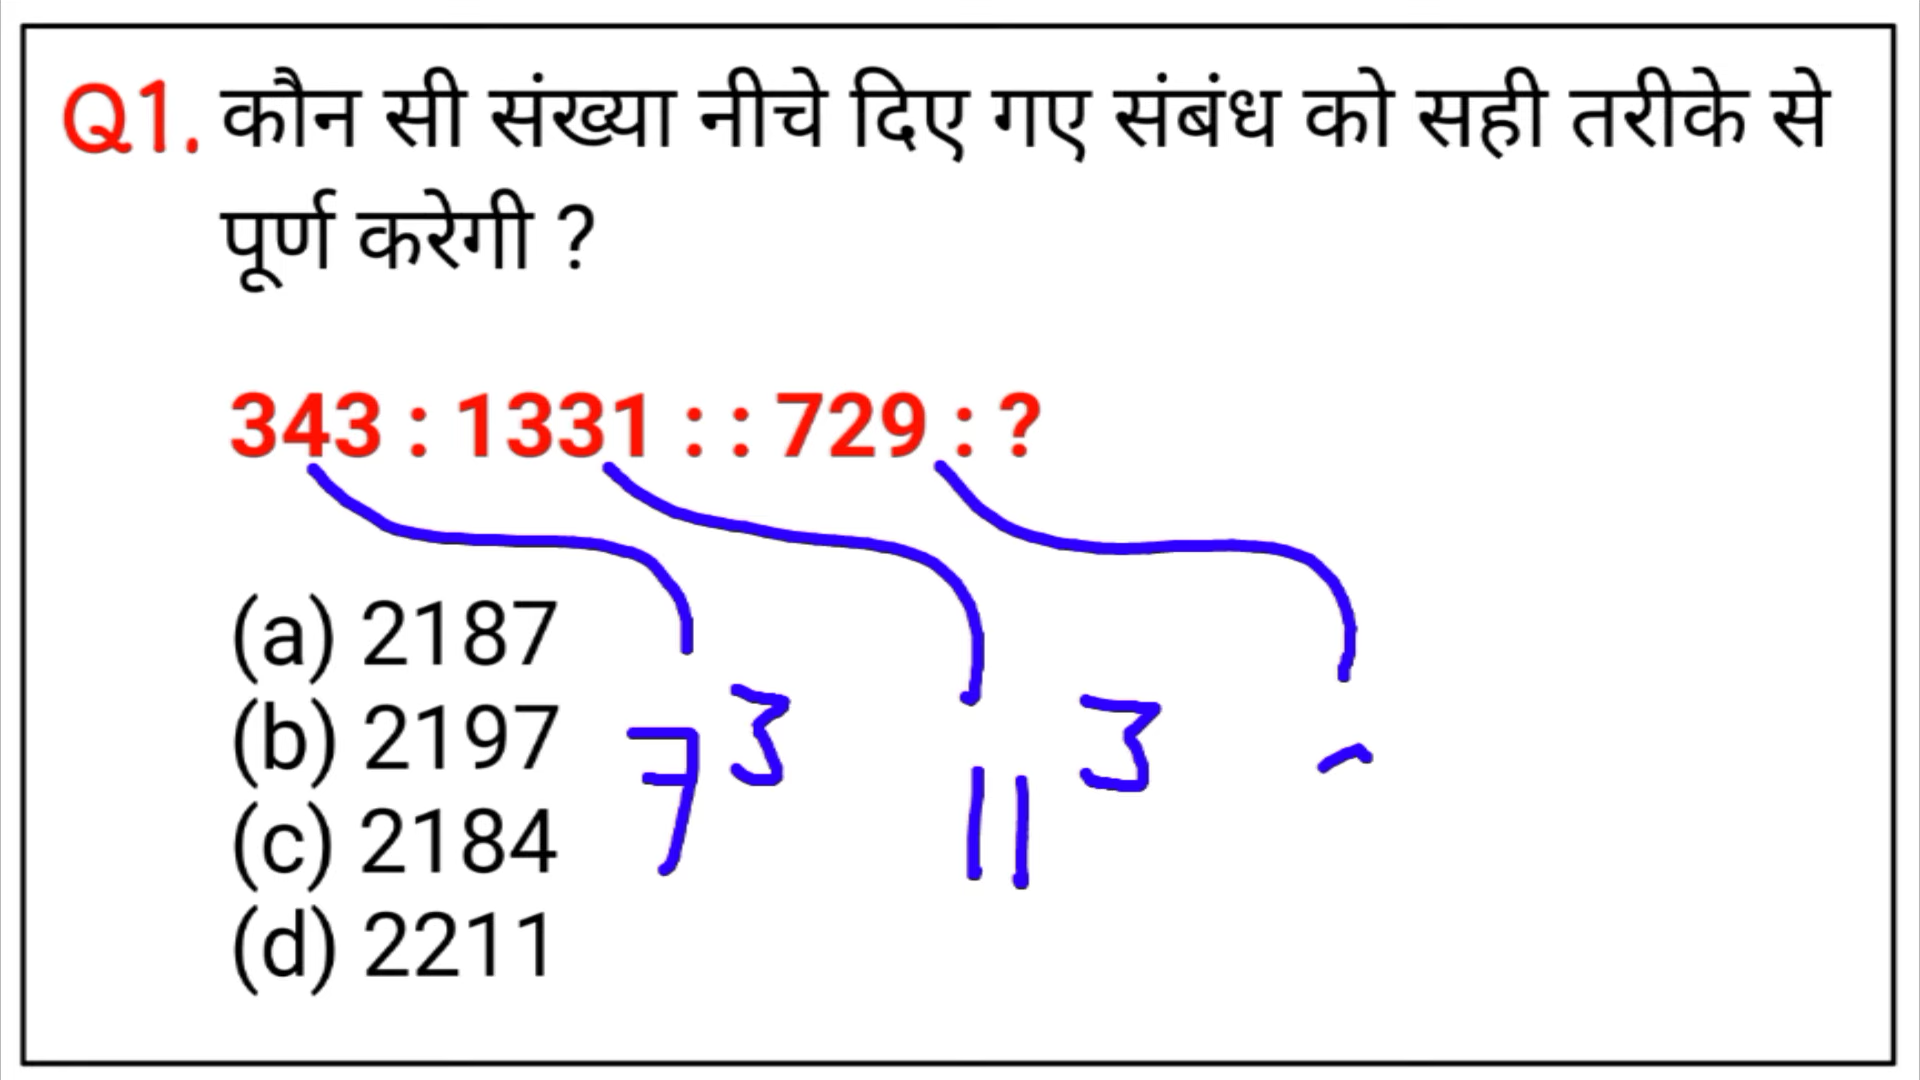 Q1. कौन सी संख्या नीचे दिए गए संबंध को सही तरीके से
पूर्ण करेगी ?
343 : 1331 : : 729 : ?
(a) 2187
(b) 2197
(c) 2184
(d) 2211
7³ 11³